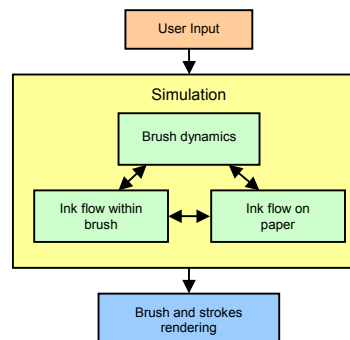 User Input
Simulation
Brush dynamics
Ink flow within
brush
Ink flow on
paper
Brush and strokes
rendering